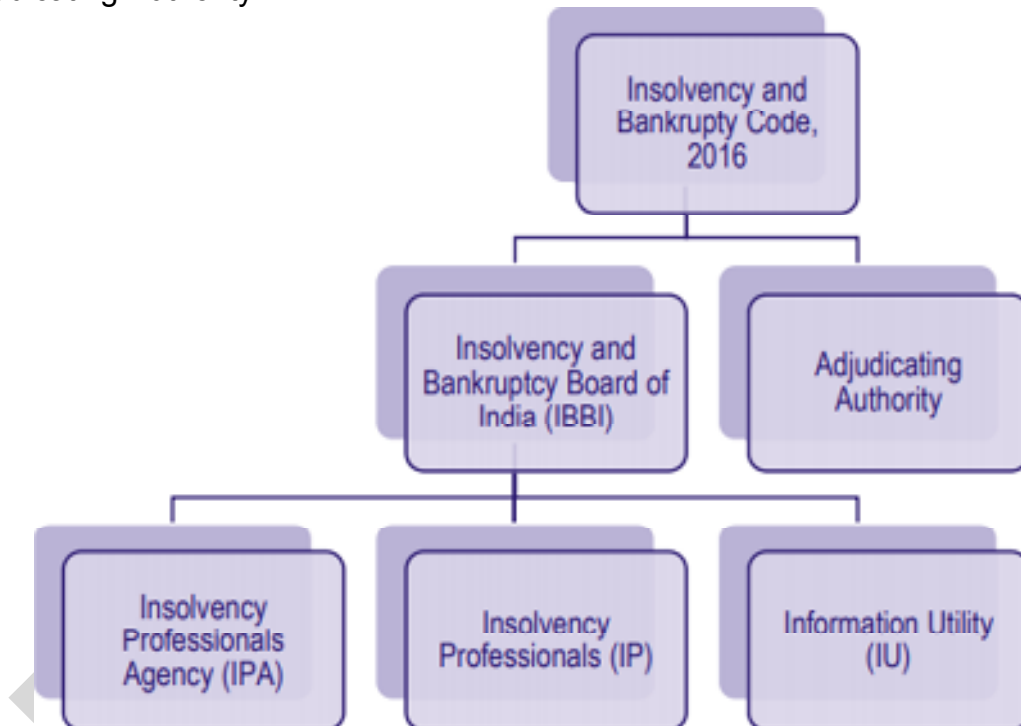 Insolvency and
Bankrupty Code,
2016
Insolvency and
Bankruptcy Board of
India (IBBI)
Adjudicating
Authority
Insolvency
Professionals
Agency (IPA)
Insolvency
Professionals (IP)
Information Utility
(IU)